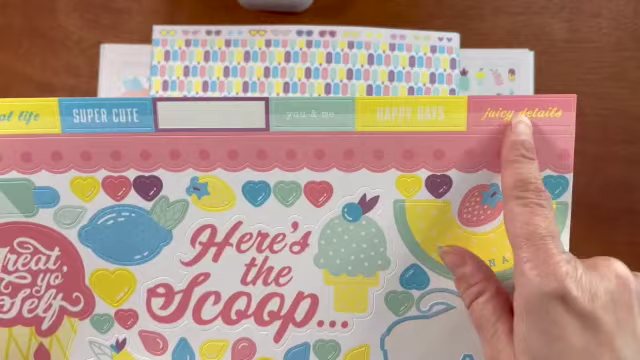 al life
SUPER CUTE
you & me
HAPPY DAYS
juicy details
Here's
the
Scoop...
Treat
yo'
Self